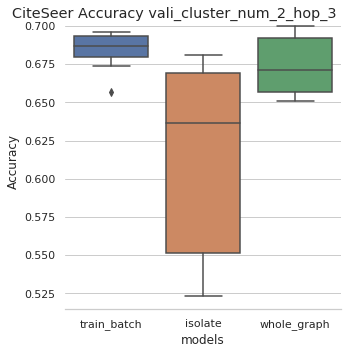 CiteSeer Accuracy vali_cluster_num_2_hop_3
0.700
0.675
0.650
0.625
0.600
0.575
0.550
0.525
Accuracy
train_batch
isolate
whole_graph
models